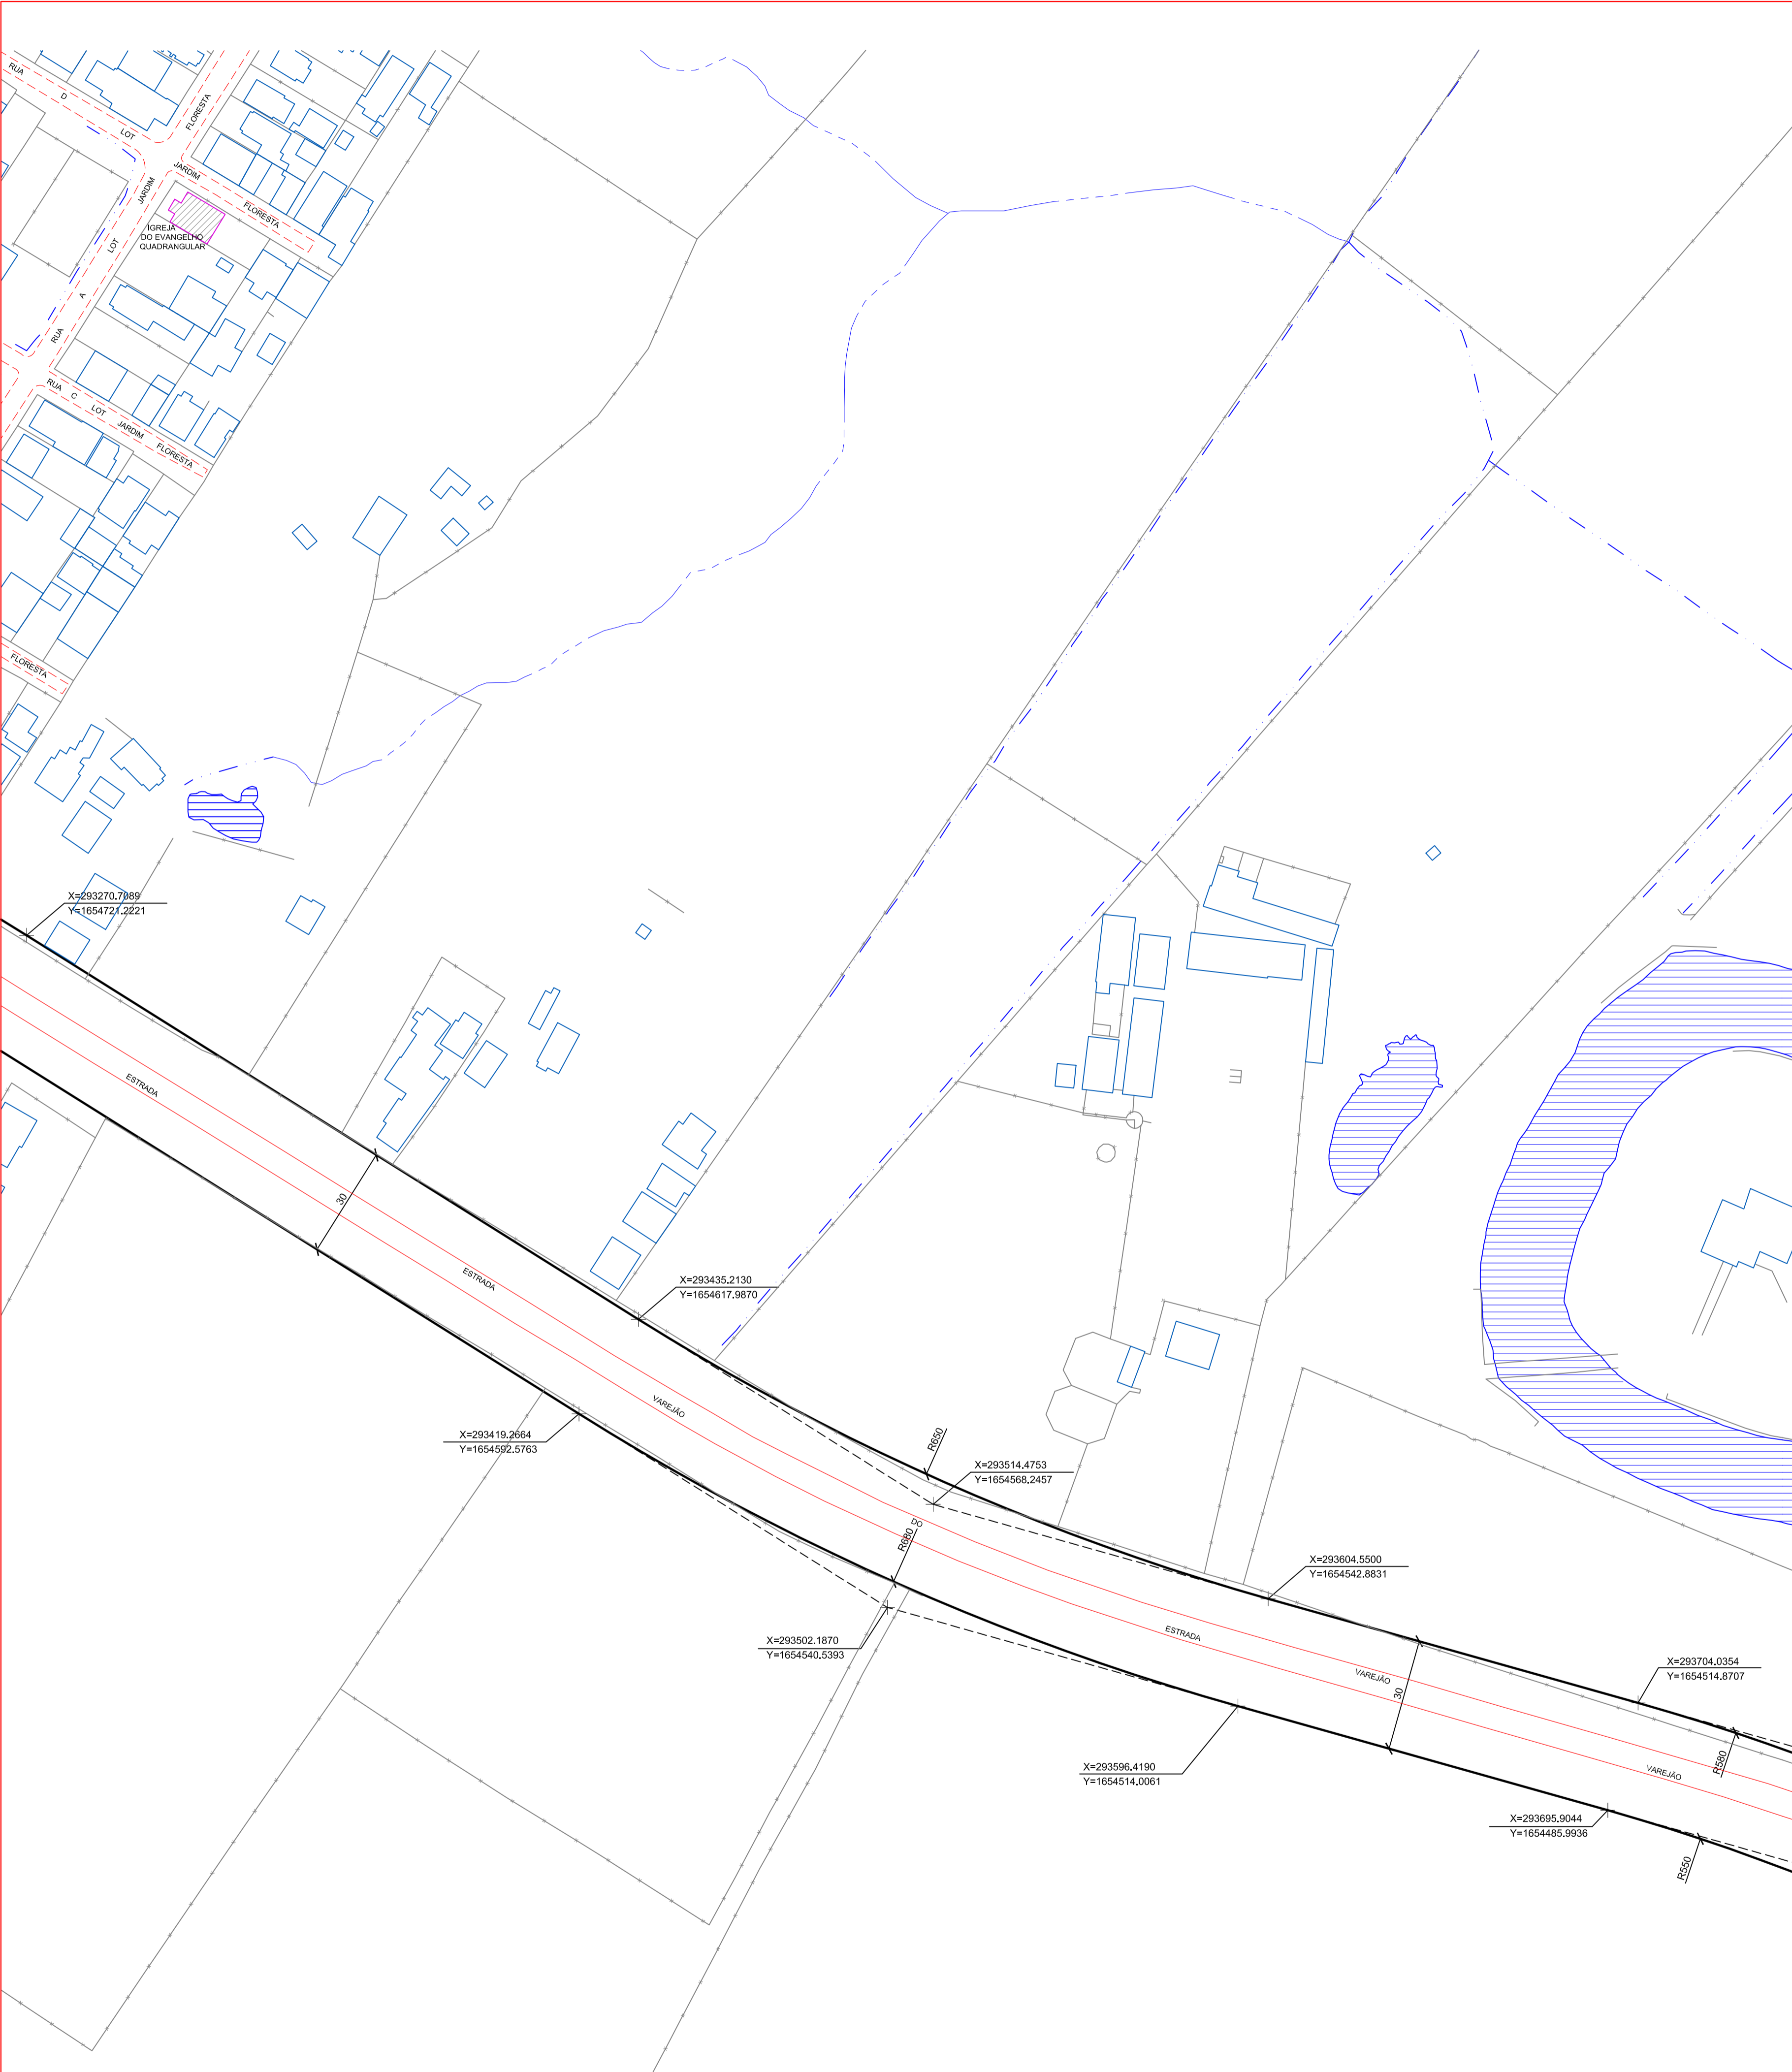 RUA D LOT
FLORESTA
JARDIM
LOT
A
RUA
JARDIM FLORESTA
IGREJA
DO EVANGELHO
QUADRANGULAR
RUA C LOT JARDIM FLORESTA
FLORESTA
X=293270.7689
Y=1654721.2221
ESTRADA
30
ESTRADA
X=293435.2130
Y=1654617.9870
VAREJÃO
X=293419.2664
Y=1654592.5763
R650
X=293514.4753
Y=1654568.2457
DO
R680
X=293604.5500
Y=1654542.8831
X=293502.1870
Y=1654540.5393
ESTRADA
VAREJÃO
30
X=293704.0354
Y=1654514.8707
R580
VAREJÃO
X=293596.4190
Y=1654514.0061
X=293695.9044
Y=1654485.9936
R550